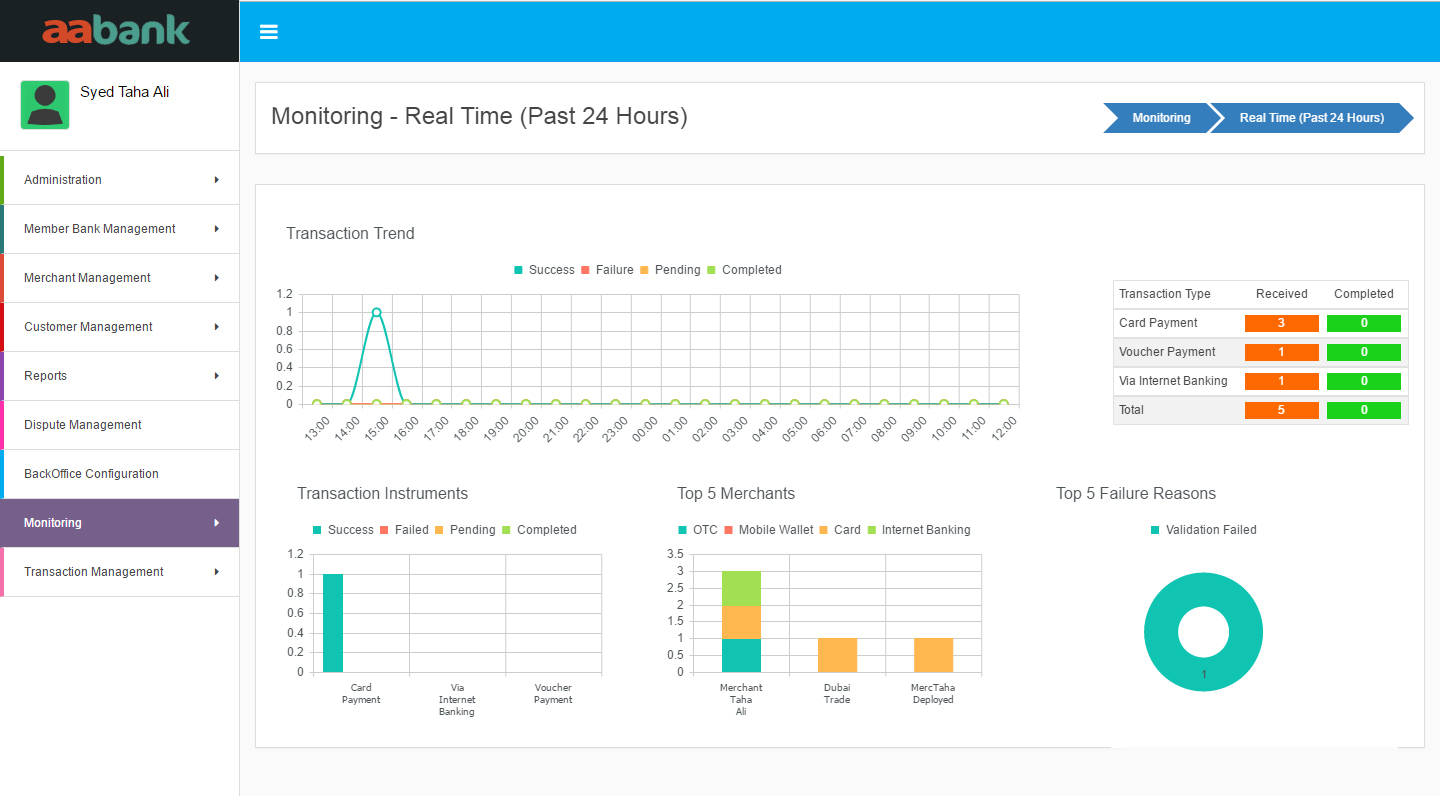 aabank
Syed Taha Ali
Administration
Member Bank Management
Merchant Management
Customer Management
Reports
Dispute Management
BackOffice Configuration
Monitoring
Transaction Management
Monitoring - Real Time (Past 24 Hours)
Monitoring
Real Time (Past 24 Hours)
Transaction Trend
Success Failure Pending Completed
1.2
1
0.8
0.6
0.4
0.2
0
13:00 14:00 15:00 16:00 17:00 18:00 19:00 20:00 21:00 22:00 23:00 00:00 01:00 02:00 03:00 04:00 05:00 06:00 07:00 08:00 09:00 10:00 11:00 12:00
Transaction Type Received Completed
Card Payment 3 0
Voucher Payment 1 0
Via Internet Banking 1 0
Total 5 0
Transaction Instruments
Success Failed Pending Completed
1.2
1
0.8
0.6
0.4
0.2
0
Card
Payment
Via
Internet
Banking
Voucher
Payment
Top 5 Merchants
OTC Mobile Wallet Card Internet Banking
3.5
3
2.5
2
1.5
1
0.5
0
Merchant
Taha
Ali
Dubai
Trade
MercTaha
Deployed
Top 5 Failure Reasons
Validation Failed
1